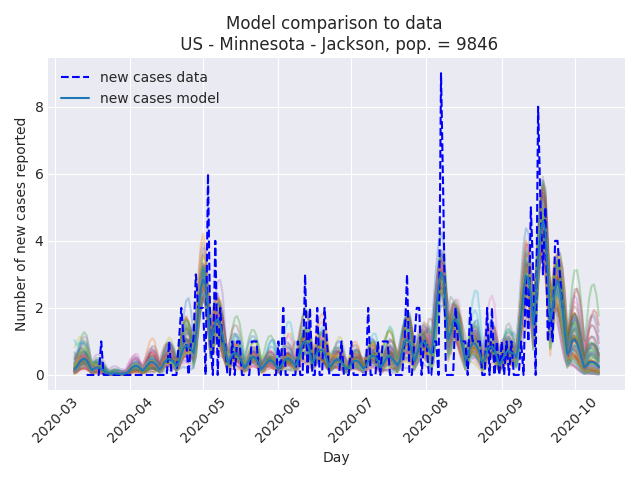 Model comparison to data
US - Minnesota - Jackson, pop. = 9846
new cases data
new cases model
Number of new cases reported
8
6
4
2
0
2020-03
2020-04
2020-05
2020-06
2020-07
2020-08
2020-09
2020-10
Day